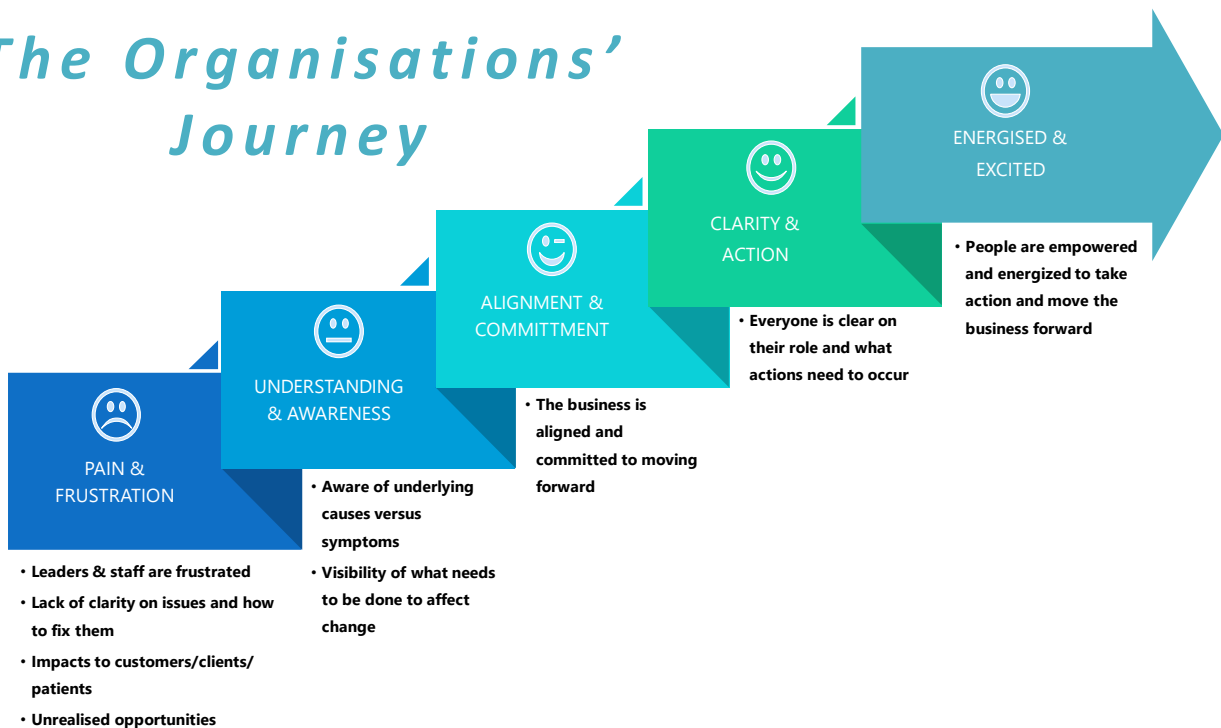 The Organisations’
Journey
PAIN &
FRUSTRATION
• Leaders & staff are frustrated
• Lack of clarity on issues and how
to fix them
• Impacts to customers/clients/
patients
• Unrealised opportunities
UNDERSTANDING
& AWARENESS
• Aware of underlying
causes versus
symptoms
• Visibility of what needs
to be done to affect
change
ALIGNMENT &
COMMITTMENT
• The business is
aligned and
committed to moving
forward
CLARITY &
ACTION
• Everyone is clear on
their role and what
actions need to occur
ENERGISED &
EXCITED
• People are empowered
and energized to take
action and move the
business forward